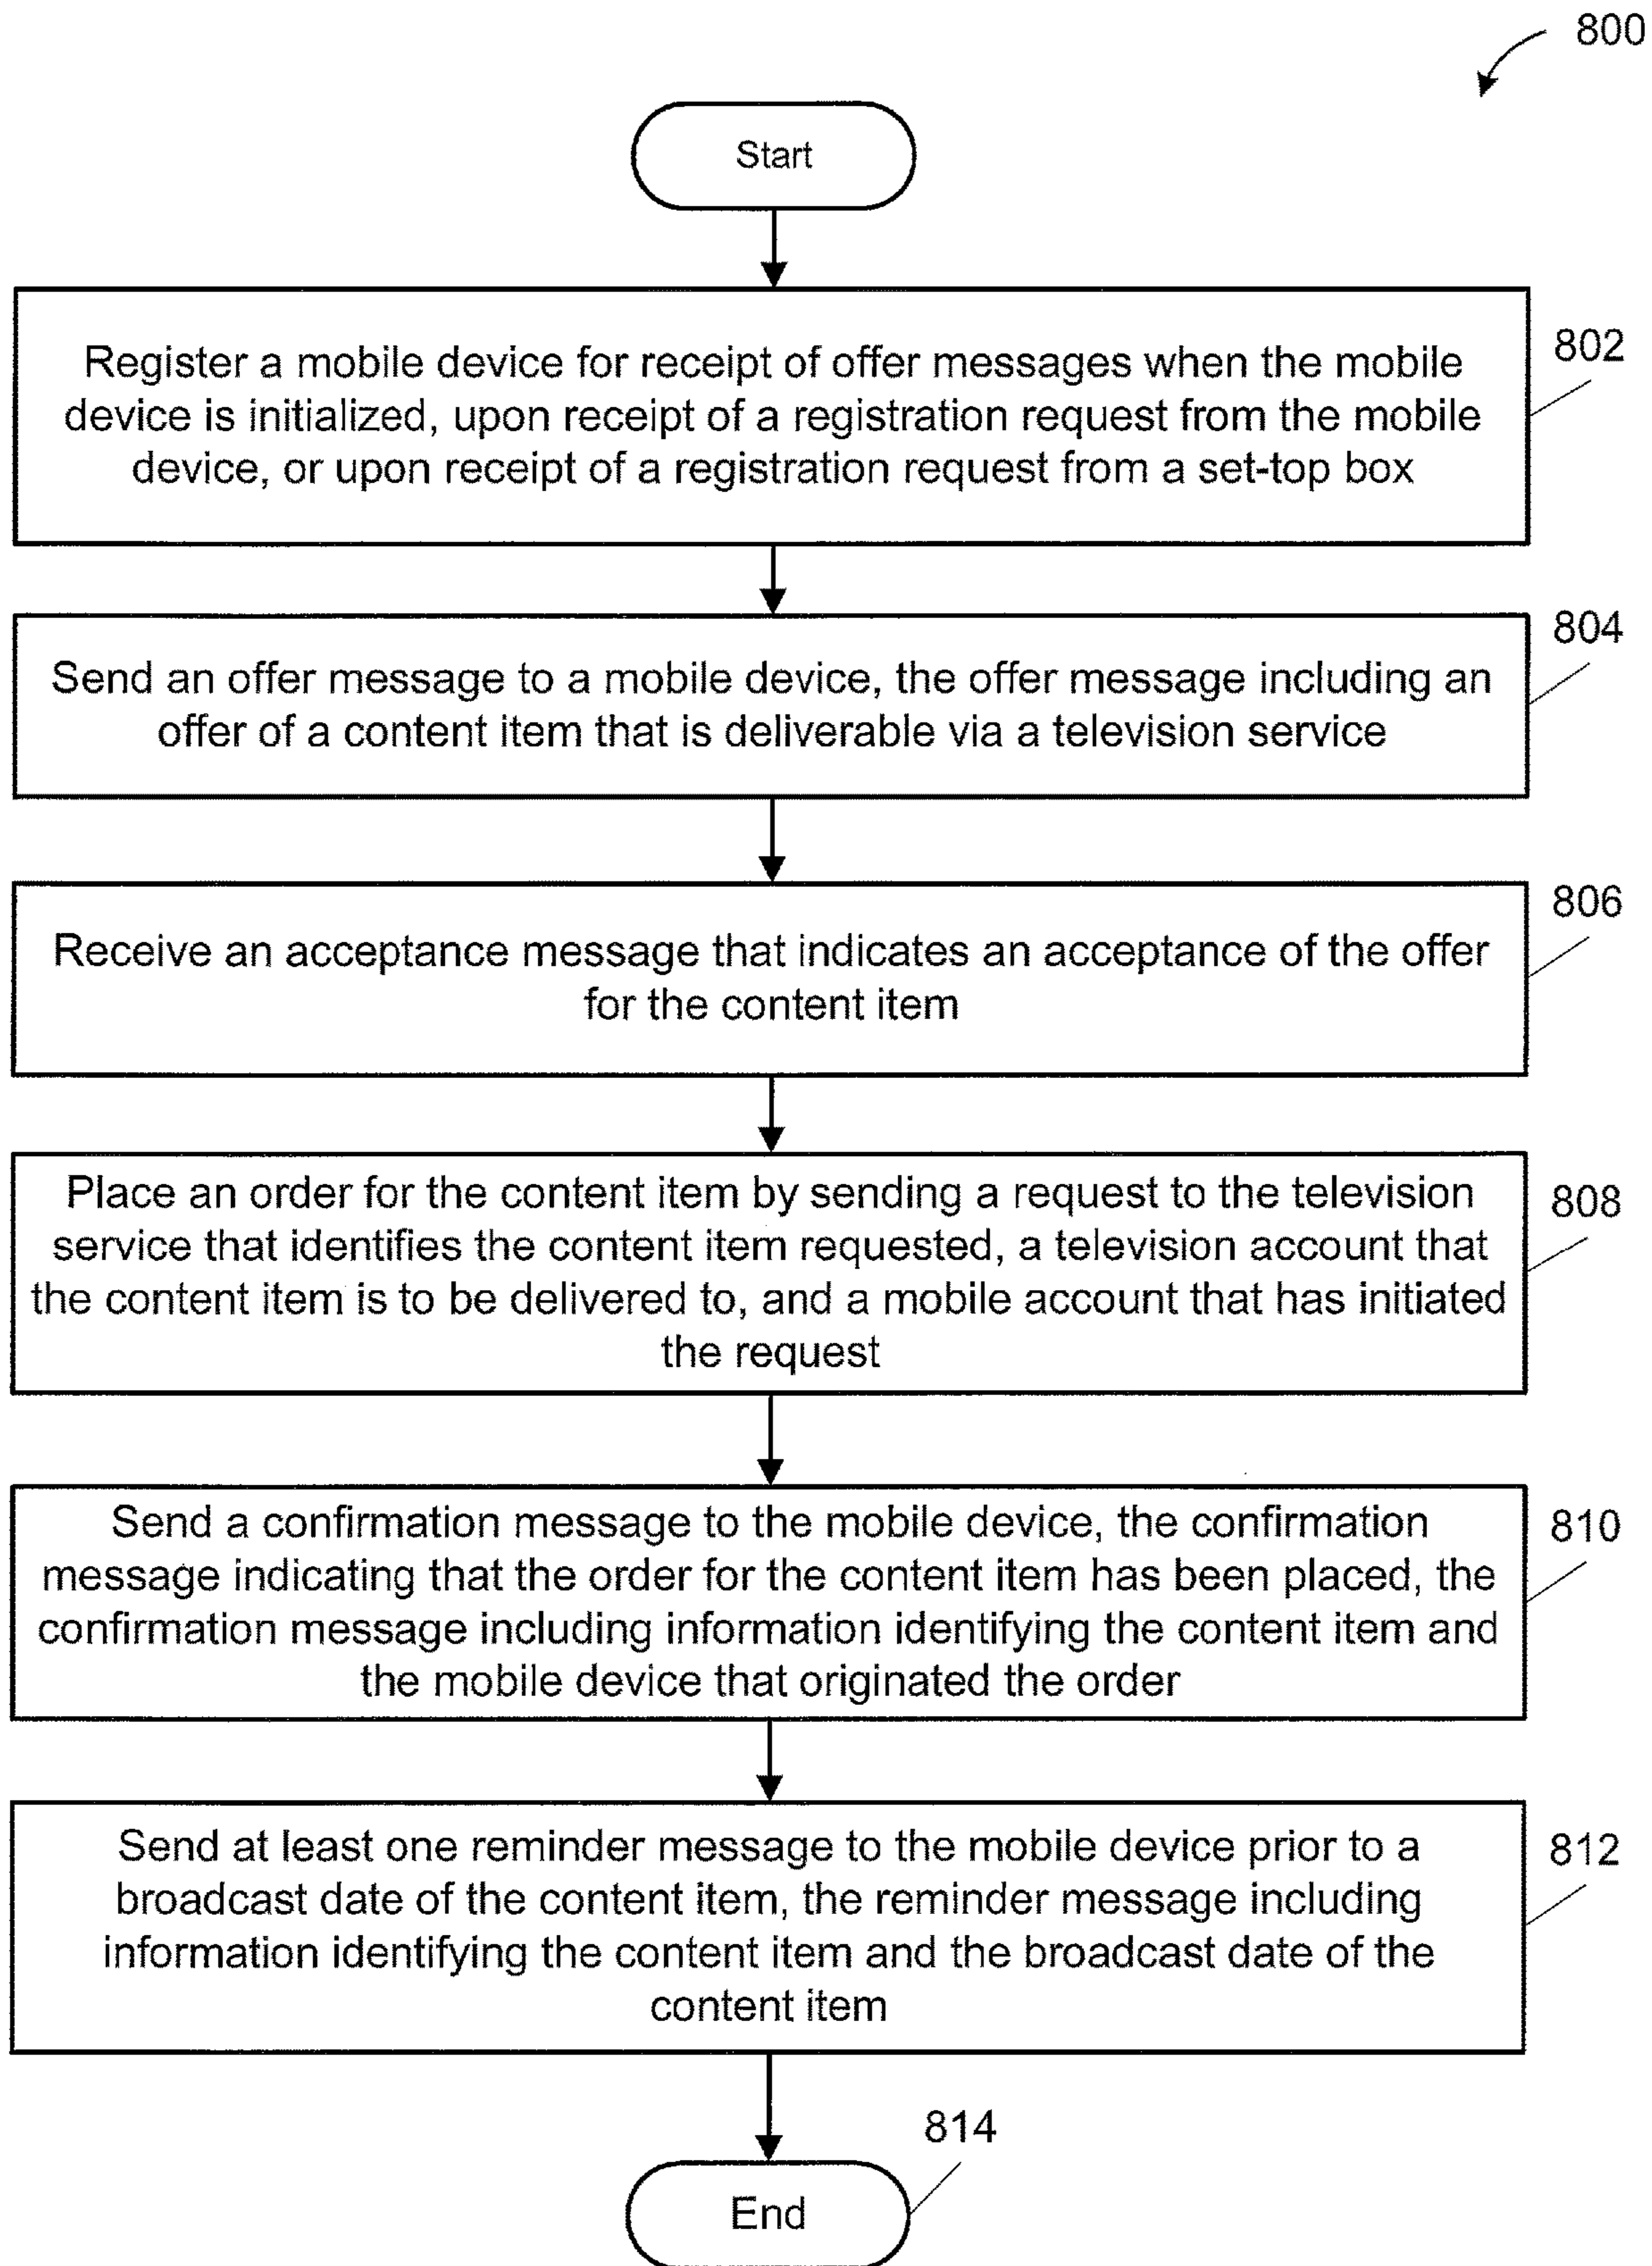 800
Start
Register a mobile device for receipt of offer messages when the mobile
device is initialized, upon receipt of a registration request from the mobile
device, or upon receipt of a registration request from a set-top box
802
Send an offer message to a mobile device, the offer message including an
offer of a content item that is deliverable via a television service
804
Receive an acceptance message that indicates an acceptance of the offer
for the content item
806
Place an order for the content item by sending a request to the television
service that identifies the content item requested, a television account that
the content item is to be delivered to, and a mobile account that has initiated
the request
808
Send a confirmation message to the mobile device, the confirmation
message indicating that the order for the content item has been placed, the
confirmation message including information identifying the content item and
the mobile device that originated the order
810
Send at least one reminder message to the mobile device prior to a
broadcast date of the content item, the reminder message including
information identifying the content item and the broadcast date of the
content item
812
814
End